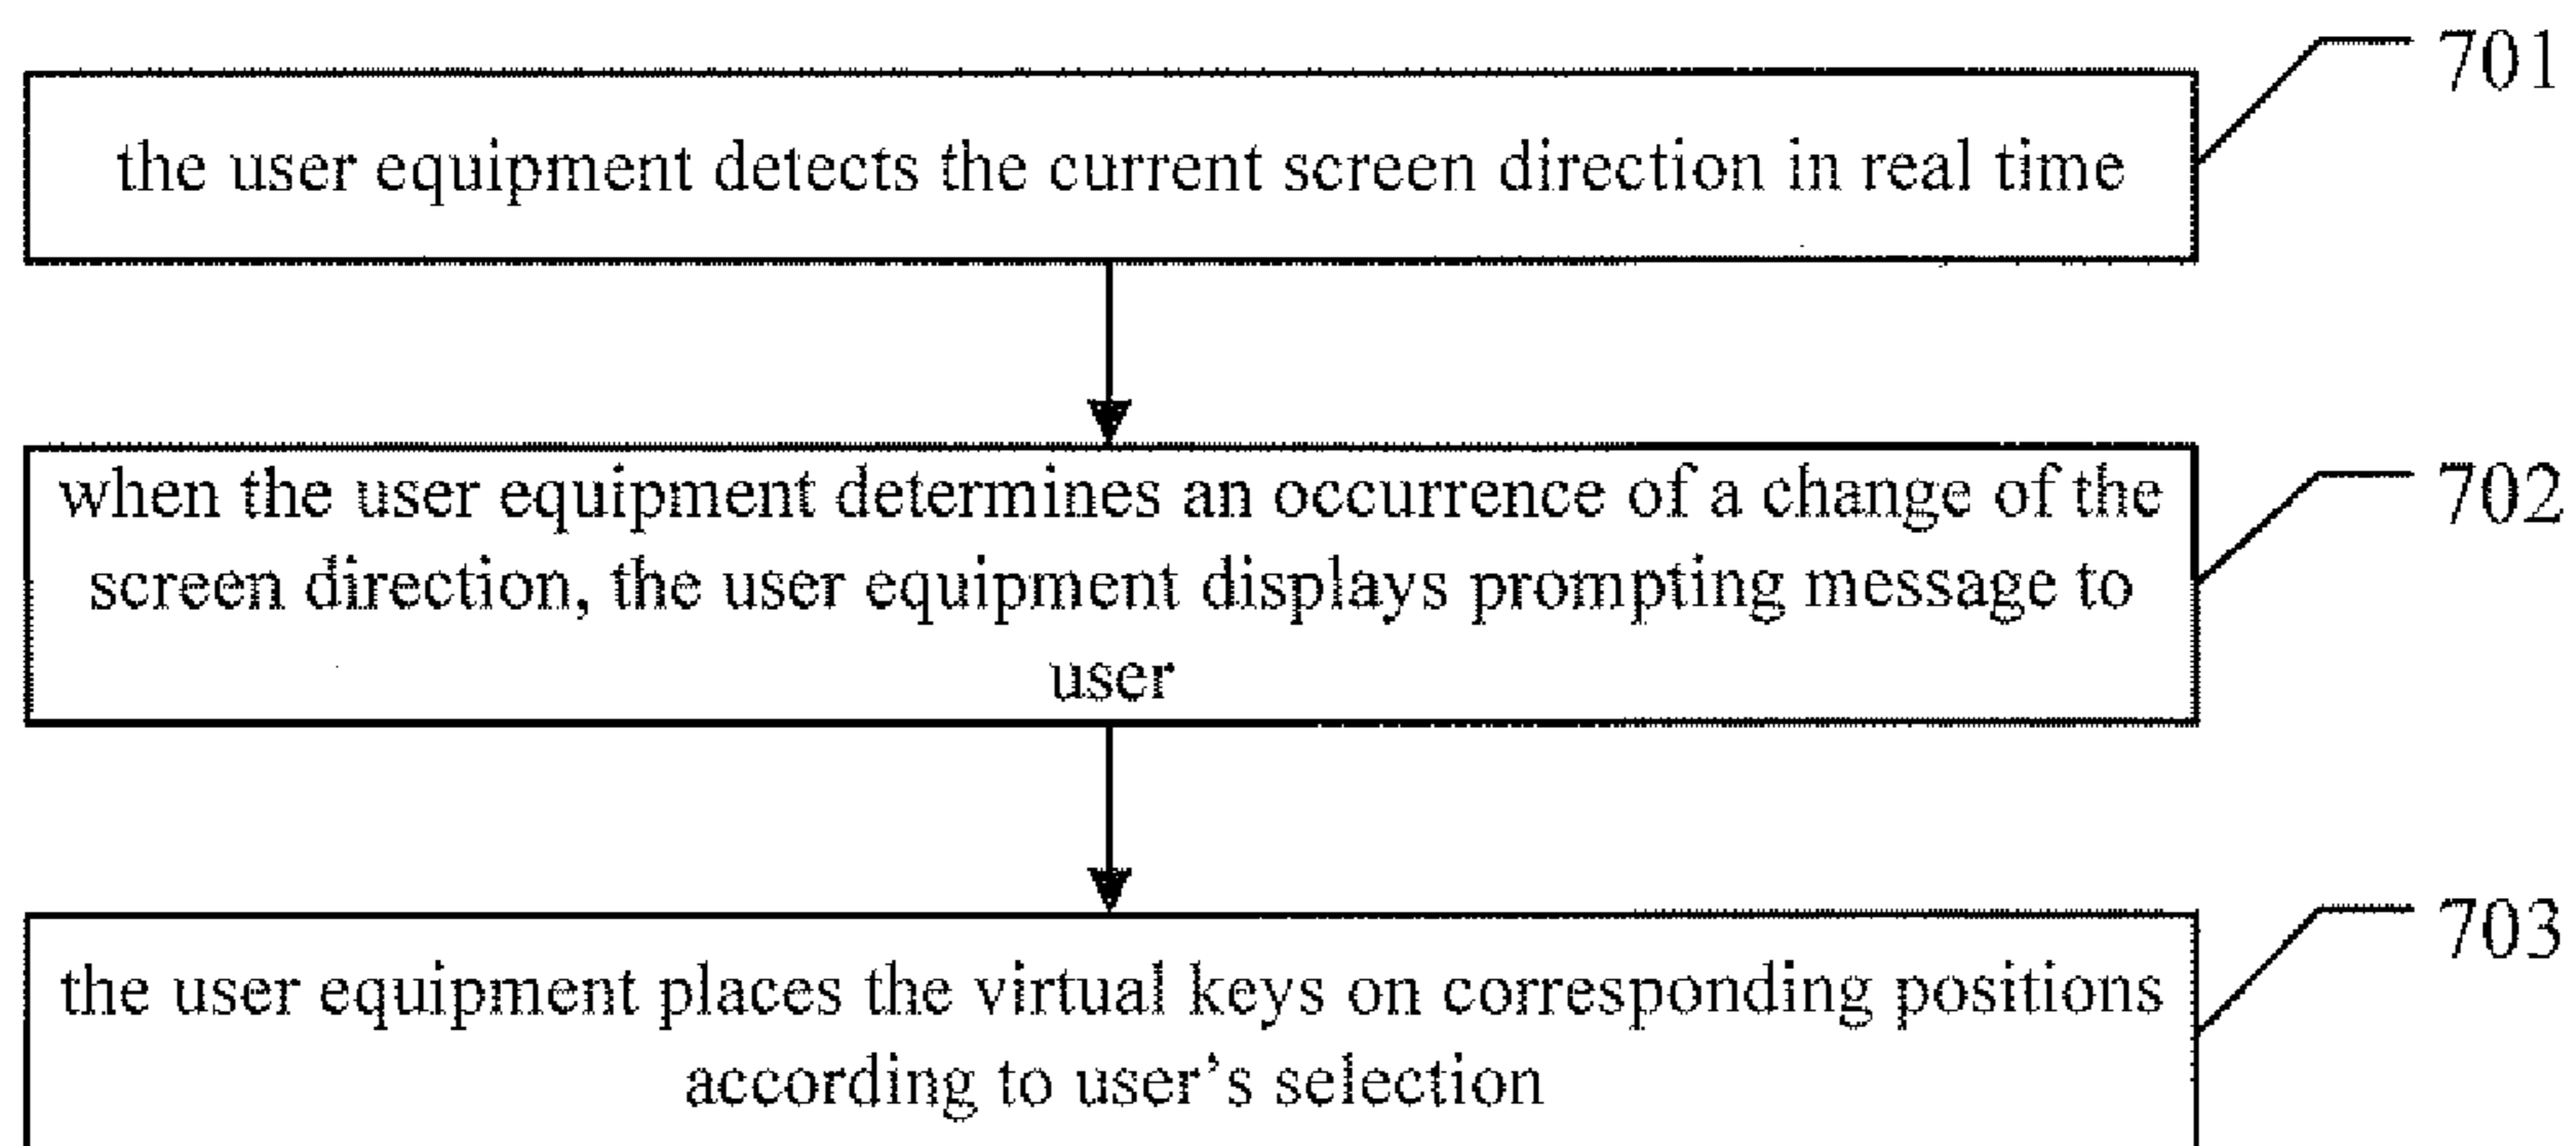 701
the user equipment detects the current screen direction in real time
when the user equipment determines an occurrence of a change of the
702
screen direction, the user equipment displays prompting message to
user
703
the user equipment places the virtual keys on corresponding positions
according to user's selection